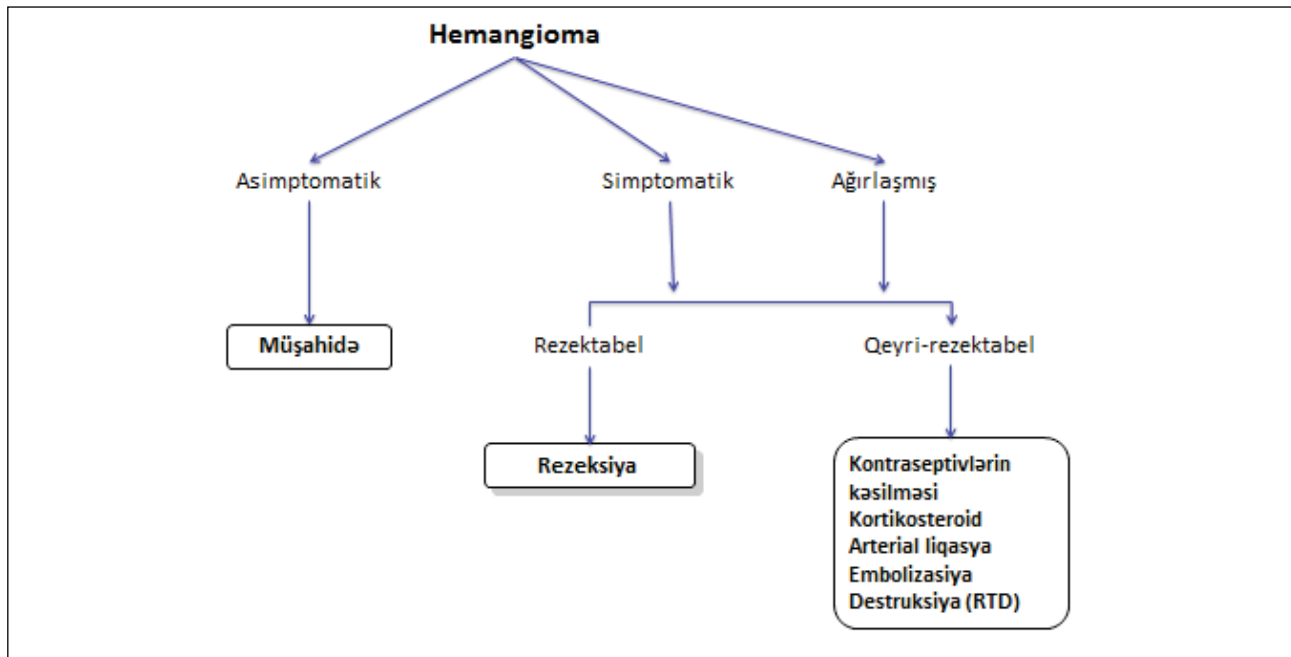 Hemangioma
Asimptomatik
Simptomatik
Ağırlaşmış
Müşahidə
Rezektabel
Qeyri-rezektabel
Rezeksiya
Kontraseptivlərin
kəsilməsi
Kortikosteroid
Arterial liqasya
Embolizasiya
Destruksiya (RTD)